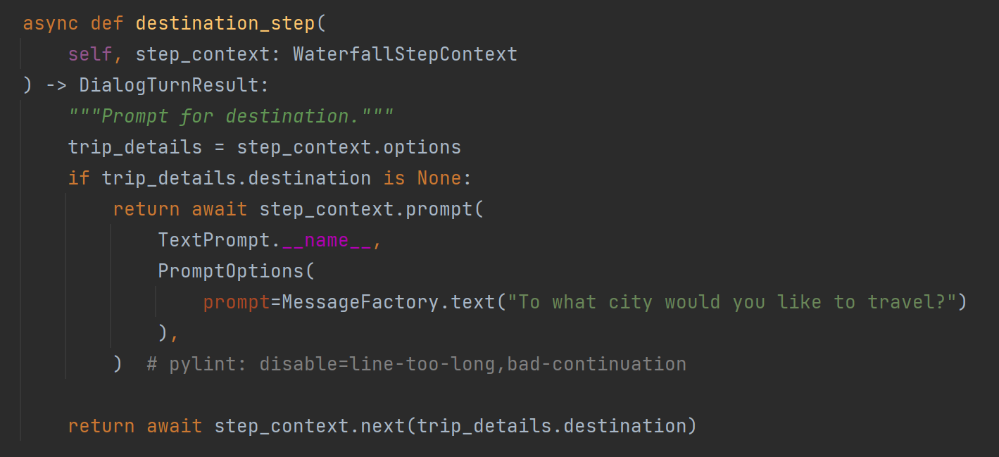 async def destination_step(
    self, step_context: WaterfallStepContext
) -> DialogTurnResult:
    """Prompt for destination."""
    trip_details = step_context.options
    if trip_details.destination is None:
        return await step_context.prompt(
            TextPrompt.__name__,
            PromptOptions(
                prompt=MessageFactory.text("To what city would you like to travel?")
            ),
        )  # pylint: disable=line-too-long,bad-continuation
    return await step_context.next(trip_details.destination)